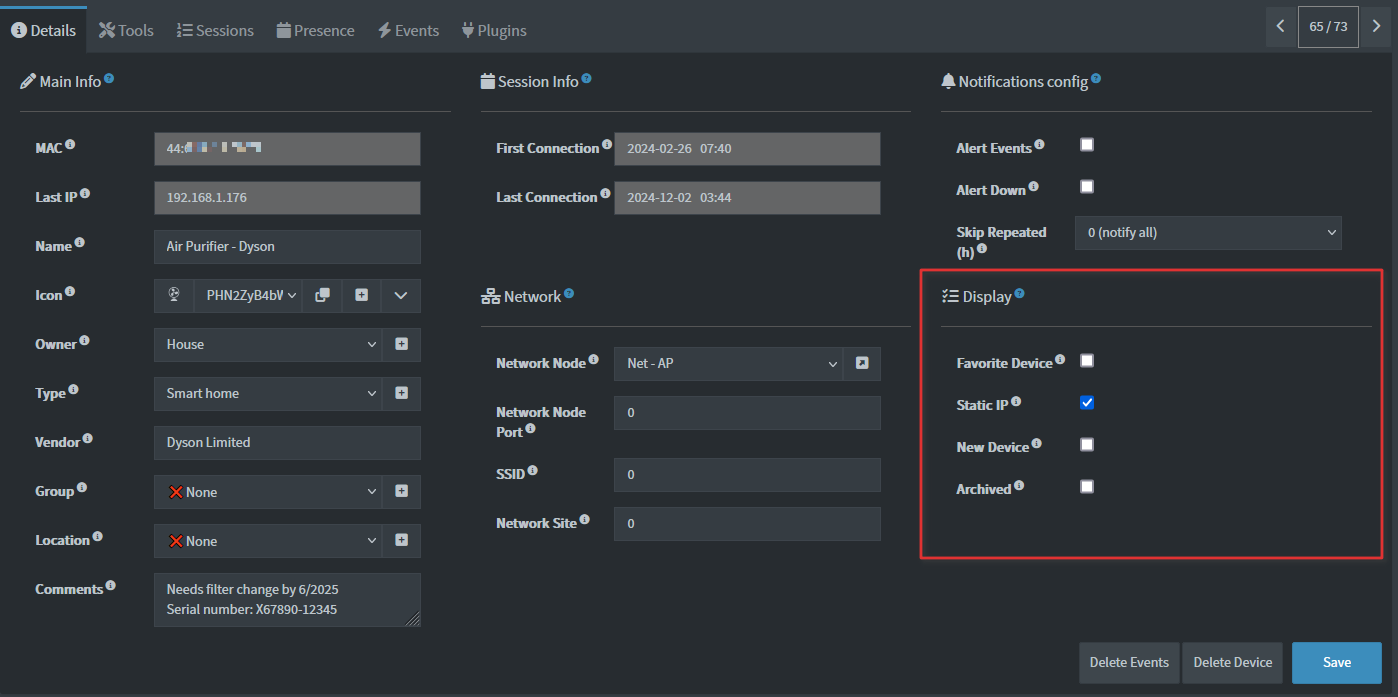 Details Tools Sessions Presence Events Plugins 65 / 73
Main Info
MAC 44:
Last IP 192.168.1.176
Name Air Purifier - Dyson
Icon PHN2ZyB4bW
Owner House
Type Smart home
Vendor Dyson Limited
Group None
Location None
Comments Needs filter change by 6/2025
Serial number: X67890-12345
Session Info
First Connection 2024-02-26 07:40
Last Connection 2024-12-02 03:44
Network
Network Node Net - AP
Network Node
Port 0
SSID 0
Network Site 0
Notifications config
Alert Events
Alert Down
Skip Repeated
(h) 0 (notify all)
Display
Favorite Device
Static IP
New Device
Archived
Delete Events Delete Device Save